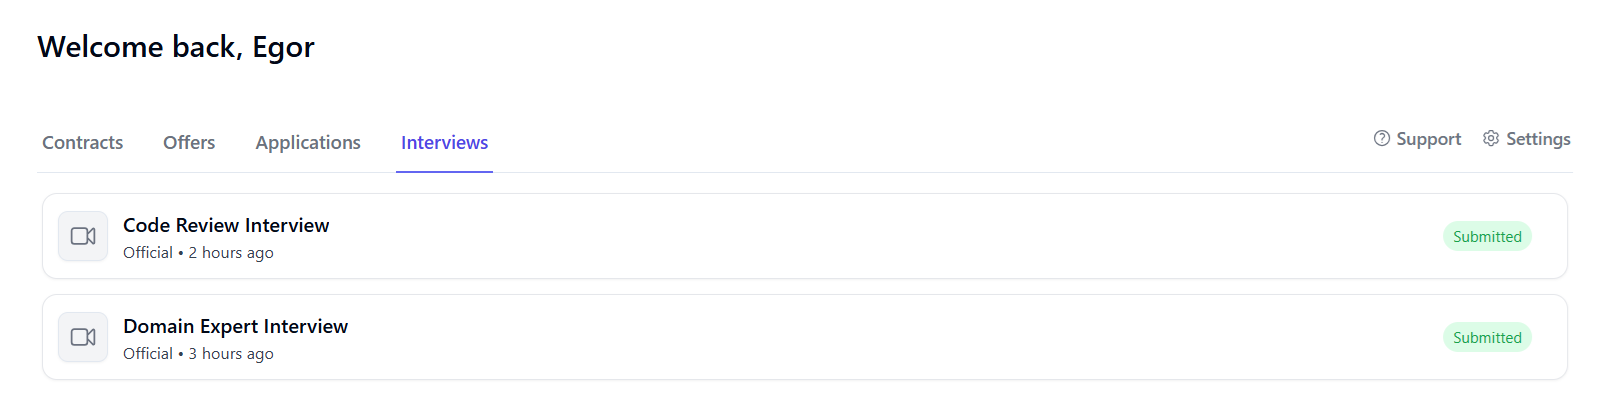 Welcome back, Egor
Contracts Offers Applications Interviews Support Settings
Code Review Interview
Official • 2 hours ago
Submitted
Domain Expert Interview
Official • 3 hours ago
Submitted